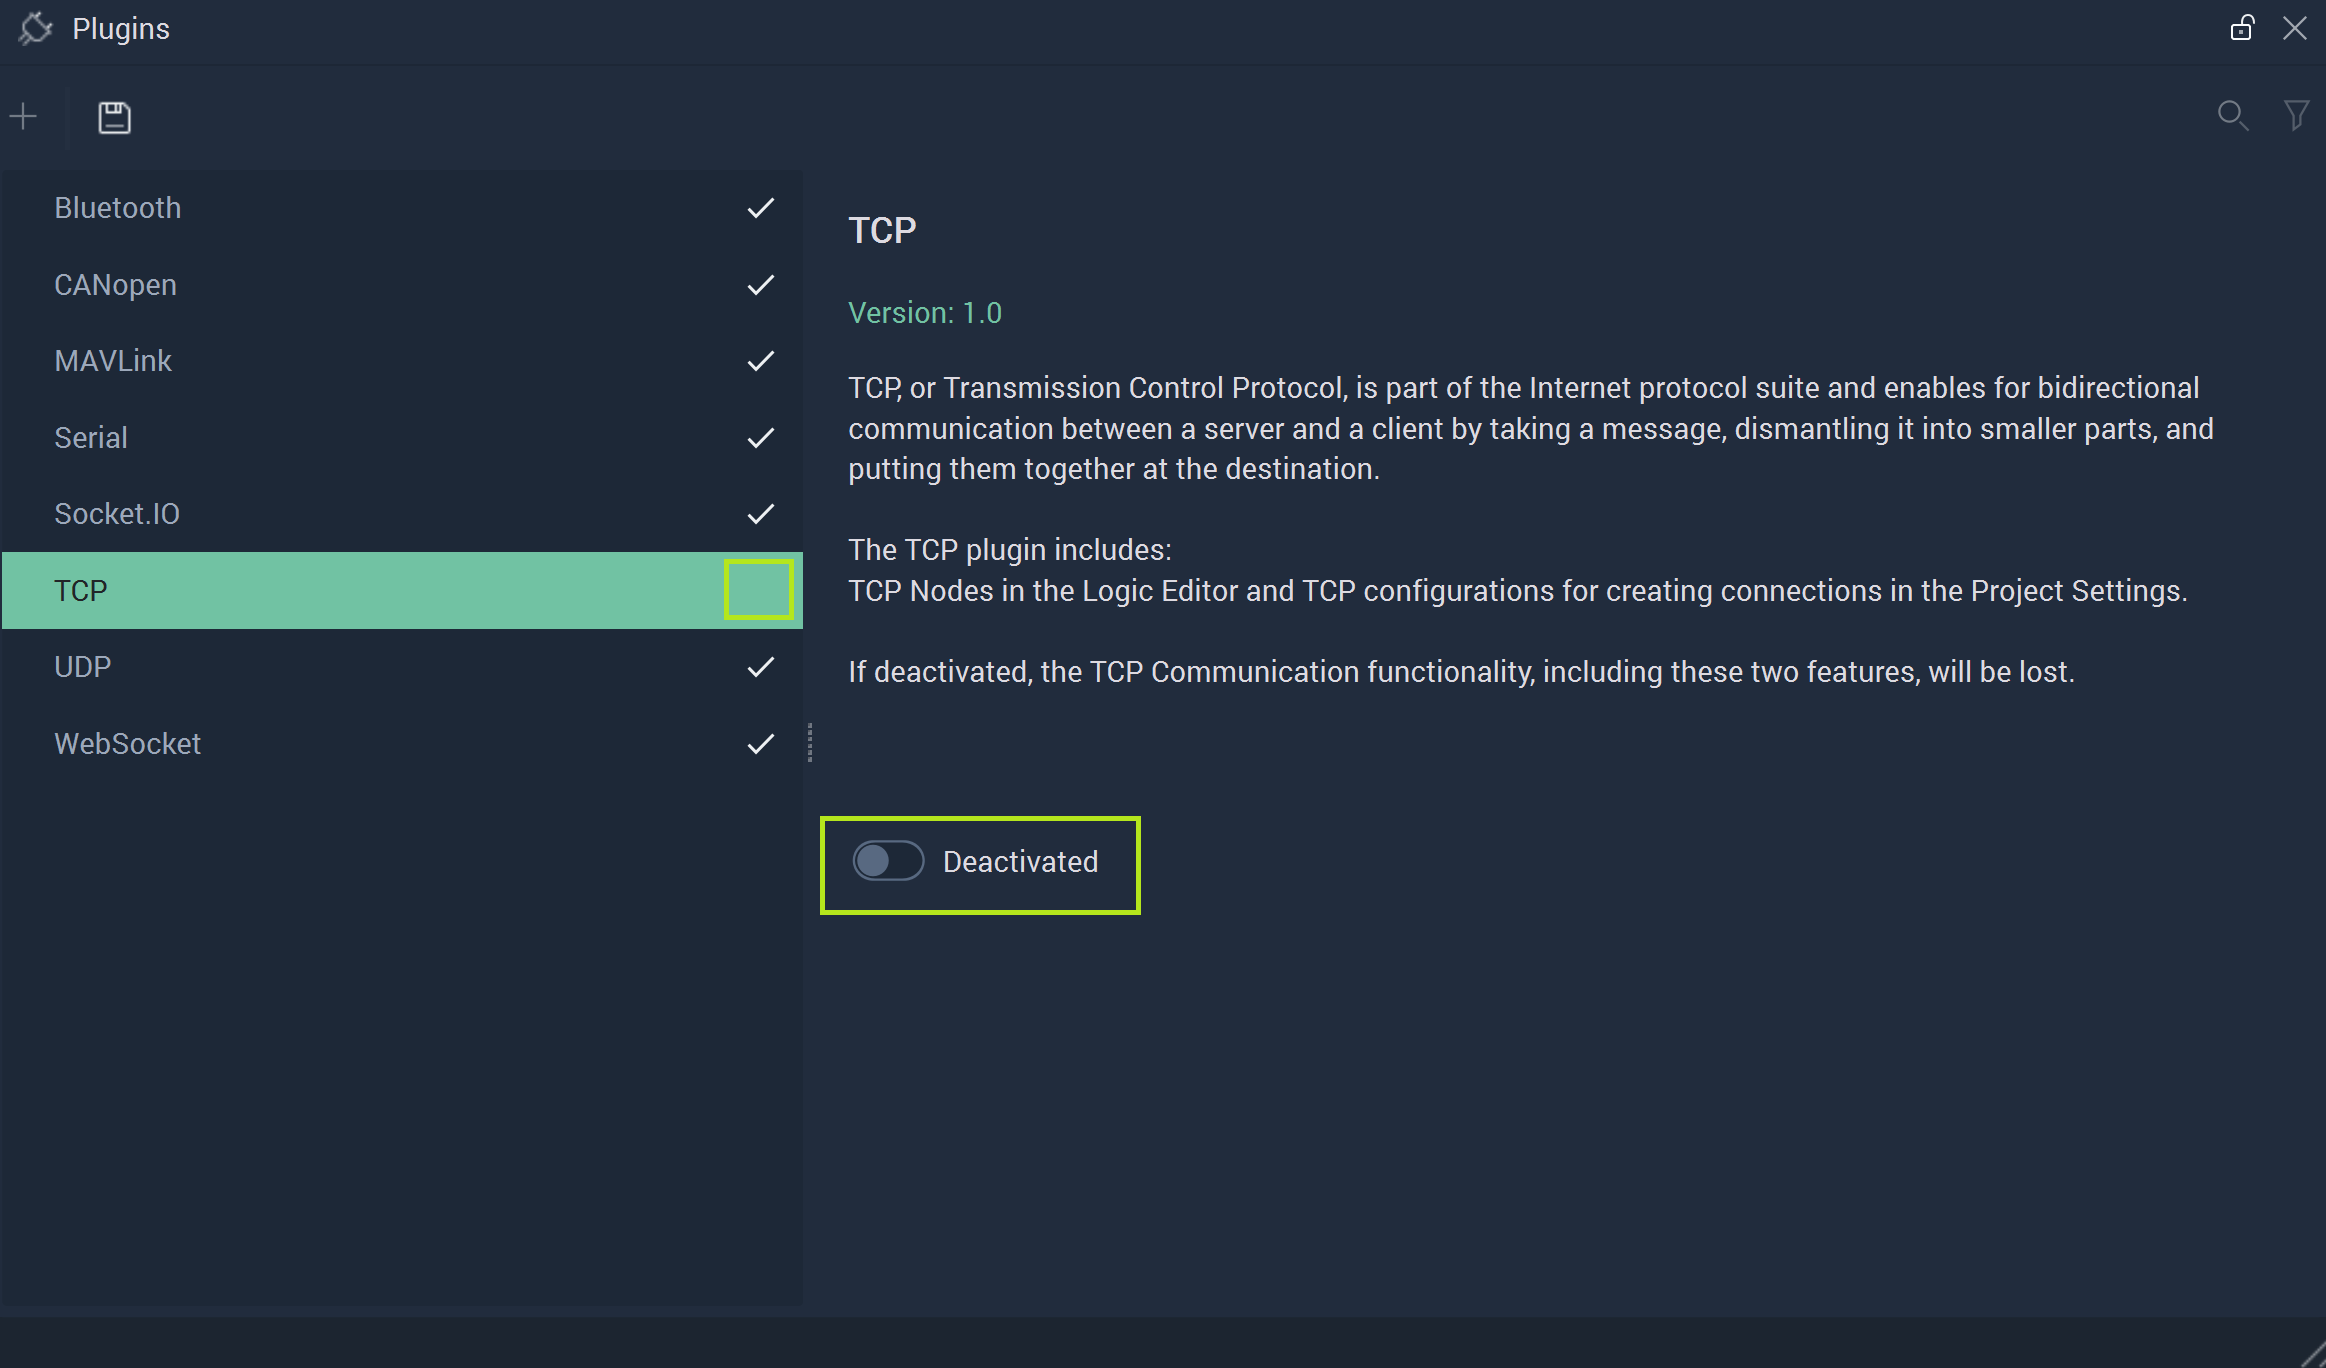 Plugins
Bluetooth
CANopen
MAVLink
Serial
Socket.IO
TCP
UDP
WebSocket
TCP
Version: 1.0
TCP, or Transmission Control Protocol, is part of the Internet protocol suite and enables for bidirectional
communication between a server and a client by taking a message, dismantling it into smaller parts, and
putting them together at the destination.
The TCP plugin includes:
TCP Nodes in the Logic Editor and TCP configurations for creating connections in the Project Settings.
If deactivated, the TCP Communication functionality, including these two features, will be lost.
Deactivated